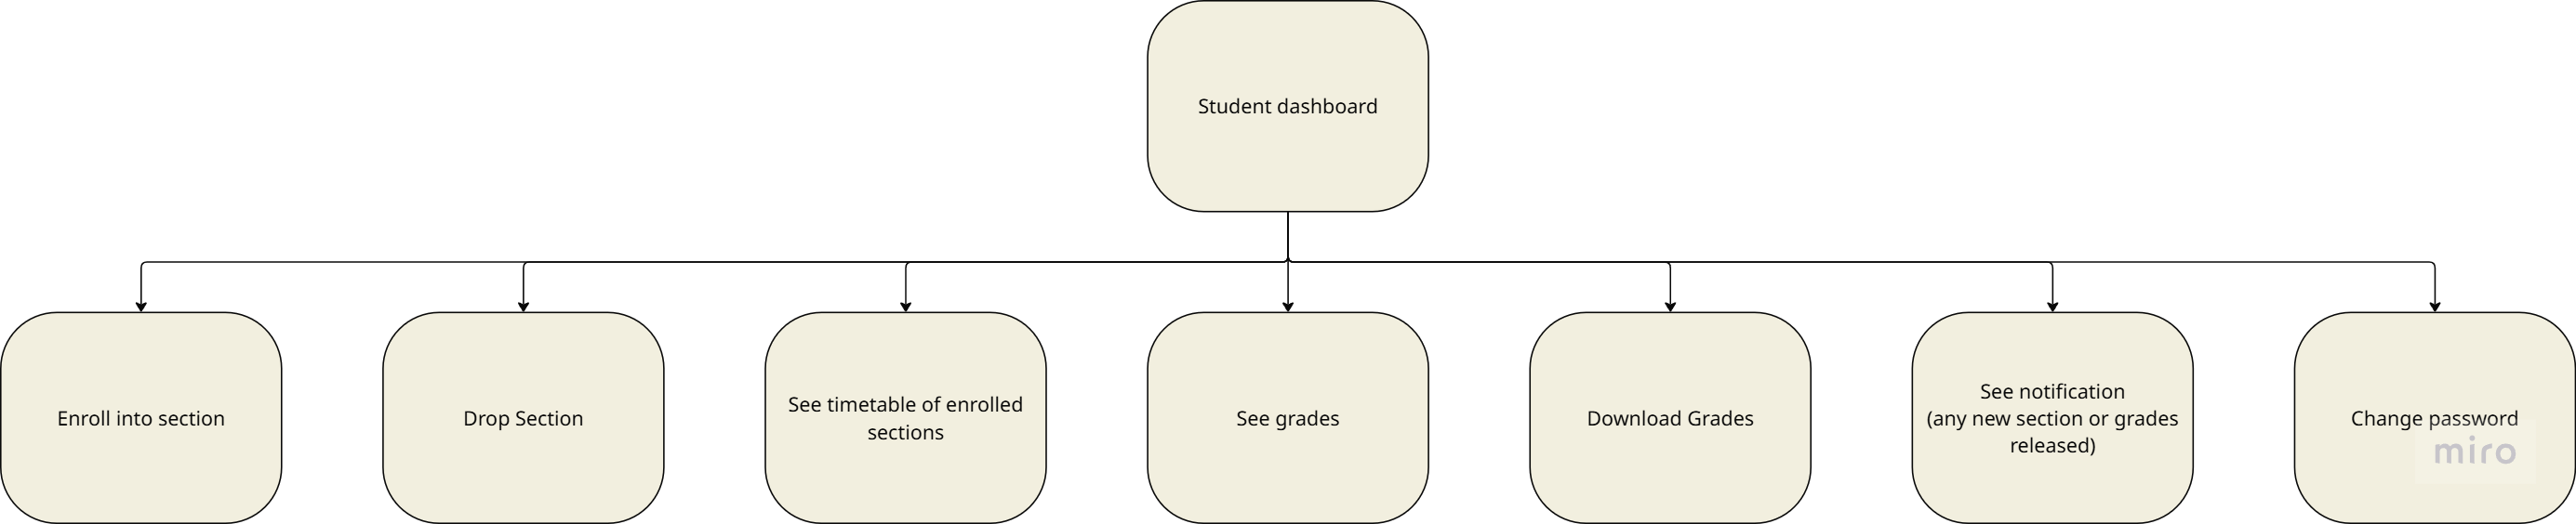 Student dashboard
Enroll into section
Drop Section
See timetable of enrolled
sections
See grades
Download Grades
See notification
(any new section or grades
released)
Change password
miro